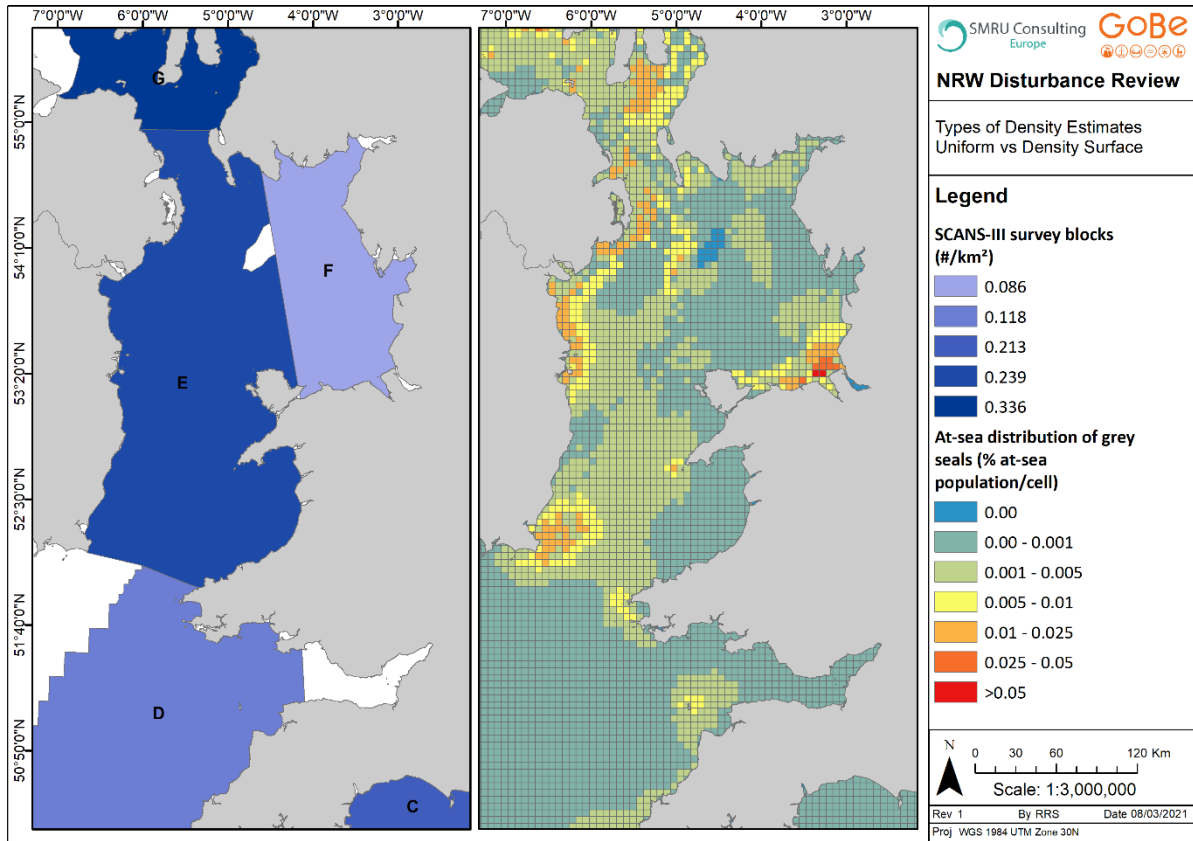 7°0'0"W 6°0'0"W 5°0'0"W 4°0'0"W 3°0'0"W
7°0'0"W 6°0'0"W 5°0'0"W 4°0'0"W 3°0'0"W
55°0'0"N
54°10'0"N
53°20'0"N
52°30'0"N
51°40'0"N
50°50'0"N
G
F
E
D
C
SMRU Consulting
Europe
GoBe
NRW Disturbance Review
Types of Density Estimates
Uniform vs Density Surface
Legend
SCANS-III survey blocks
(#/km²)
0.086
0.118
0.213
0.239
0.336
At-sea distribution of grey
seals (% at-sea
population/cell)
0.00
0.00 - 0.001
0.001 - 0.005
0.005 - 0.01
0.01 - 0.025
0.025 - 0.05
>0.05
N
0 30 60 120 Km
Scale: 1:3,000,000
Rev 1 By RRS Date 08/03/2021
Proj WGS 1984 UTM Zone 30N